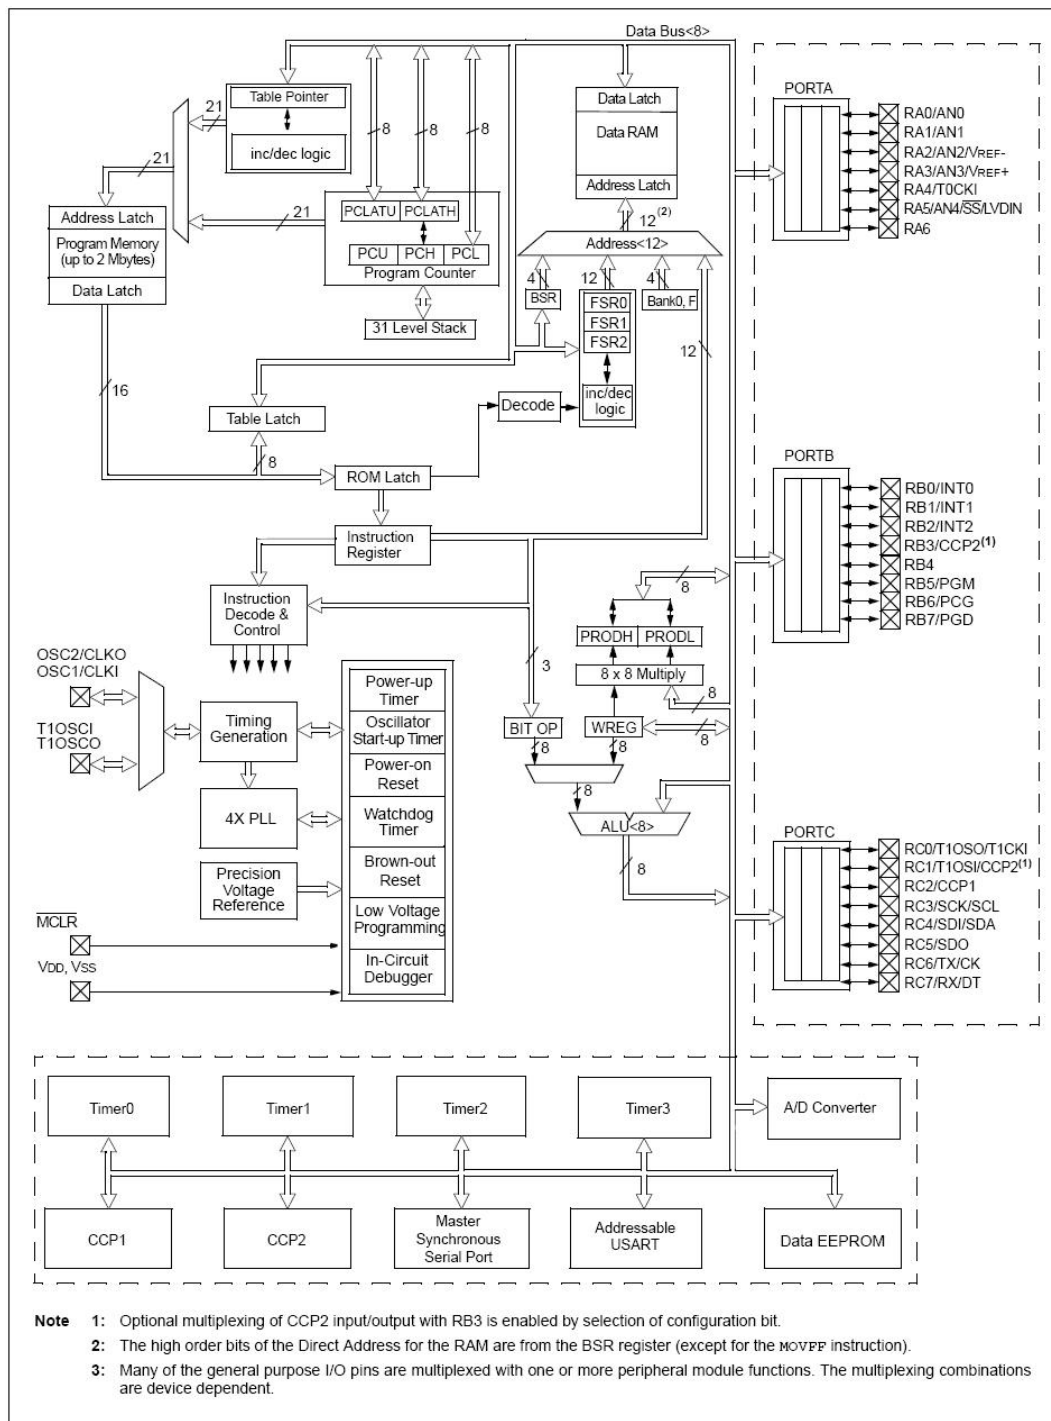 Data Bus<8>
Table Pointer
inc/dec logic
21
21
8
8
8
PCLATU PCLATH
PCU PCH PCL
Program Counter
21
31 Level Stack
Address Latch
Program Memory
(up to 2 Mbytes)
Data Latch
16
Data Latch
Data RAM
Address Latch
12(2)
Address<12>
4
12
4
BSR
FSR0
FSR1
FSR2
Bank0, F
inc/dec
logic
12
Table Latch
8
Decode
ROM Latch
Instruction
Register
Instruction
Decode &
Control
OSC2/CLKO
OSC1/CLKI
T1OSCI
T1OSCO
Timing
Generation
4X PLL
Precision
Voltage
Reference
MCLR
VDD, VSS
Power-up
Timer
Oscillator
Start-up Timer
Power-on
Reset
Watchdog
Timer
Brown-out
Reset
Low Voltage
Programming
In-Circuit
Debugger
3
8
PRODH PRODL
8 x 8 Multiply
8
BIT OP
WREG
8
8
8
8
ALU<8>
8
PORTA
RA0/AN0
RA1/AN1
RA2/AN2/VREF-
RA3/AN3/VREF+
RA4/T0CKI
RA5/AN4/SS/LVDIN
RA6
PORTB
RB0/INT0
RB1/INT1
RB2/INT2
RB3/CCP2(1)
RB4
RB5/PGM
RB6/PCG
RB7/PGD
PORTC
RC0/T1OSO/T1CKI
RC1/T1OSI/CCP2(1)
RC2/CCP1
RC3/SCK/SCL
RC4/SDI/SDA
RC5/SDO
RC6/TX/CK
RC7/RX/DT
Timer0
Timer1
Timer2
Timer3
A/D Converter
CCP1
CCP2
Master
Synchronous
Serial Port
Addressable
USART
Data EEPROM
Note 1: Optional multiplexing of CCP2 input/output with RB3 is enabled by selection of configuration bit.
2: The high order bits of the Direct Address for the RAM are from the BSR register (except for the MOVFF instruction).
3: Many of the general purpose I/O pins are multiplexed with one or more peripheral module functions. The multiplexing combinations
are device dependent.